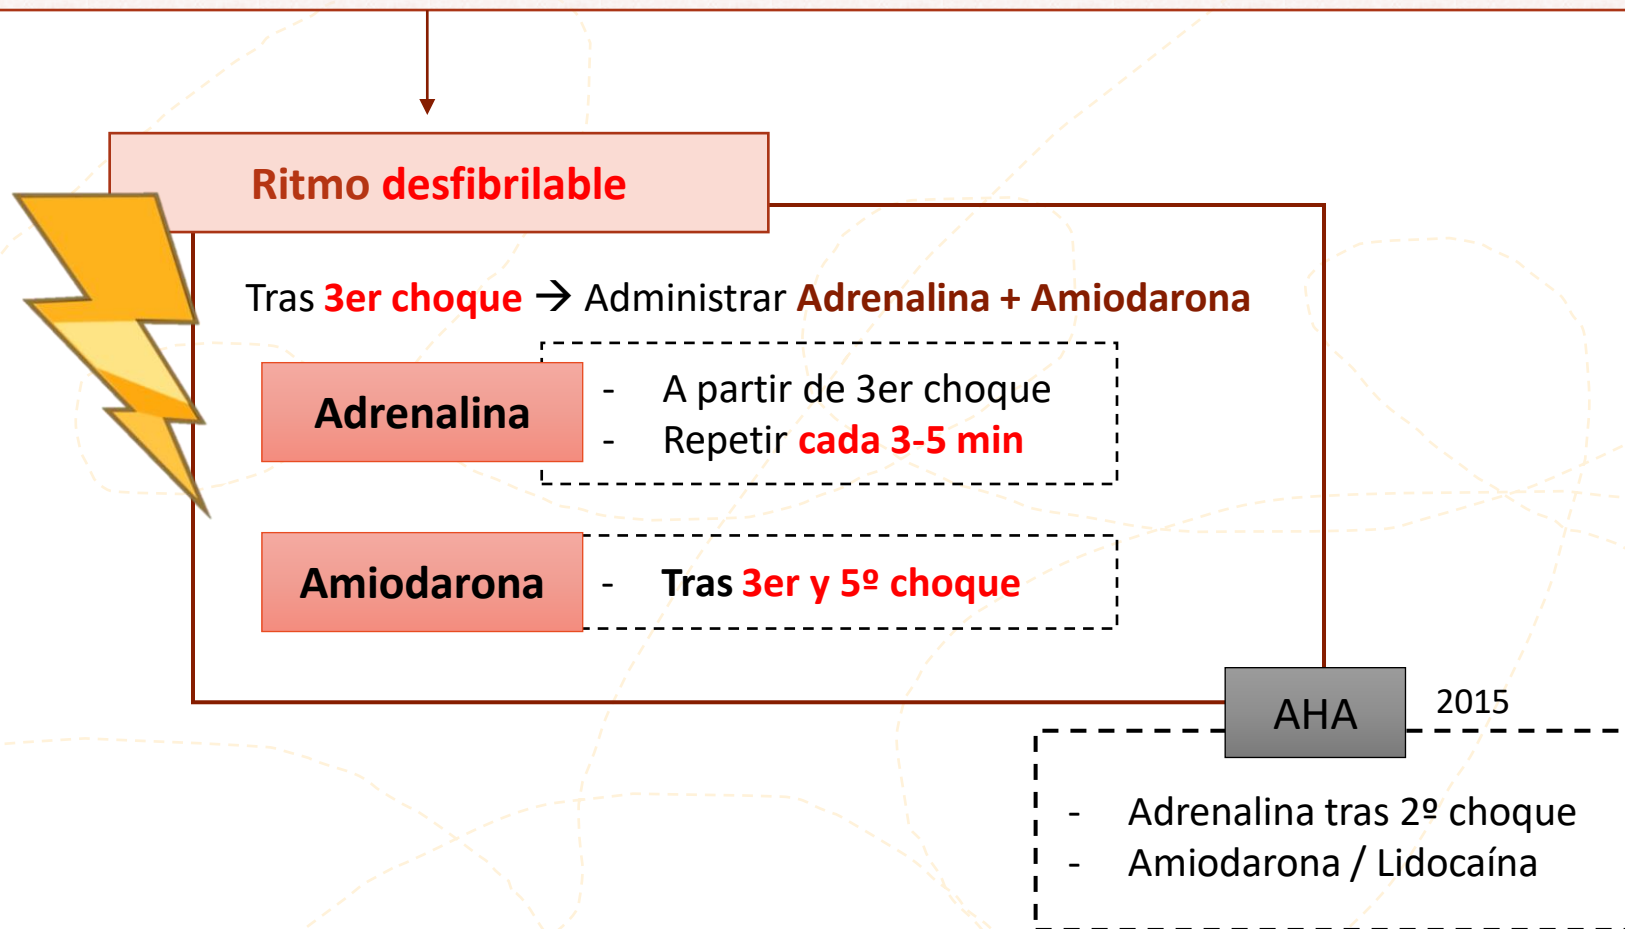 Ritmo desfibrilable
Tras 3er choque → Administrar Adrenalina + Amiodarona
Adrenalina
- A partir de 3er choque
- Repetir cada 3-5 min
Amiodarona
- Tras 3er y 5º choque
AHA
2015
- Adrenalina tras 2º choque
- Amiodarona / Lidocaína